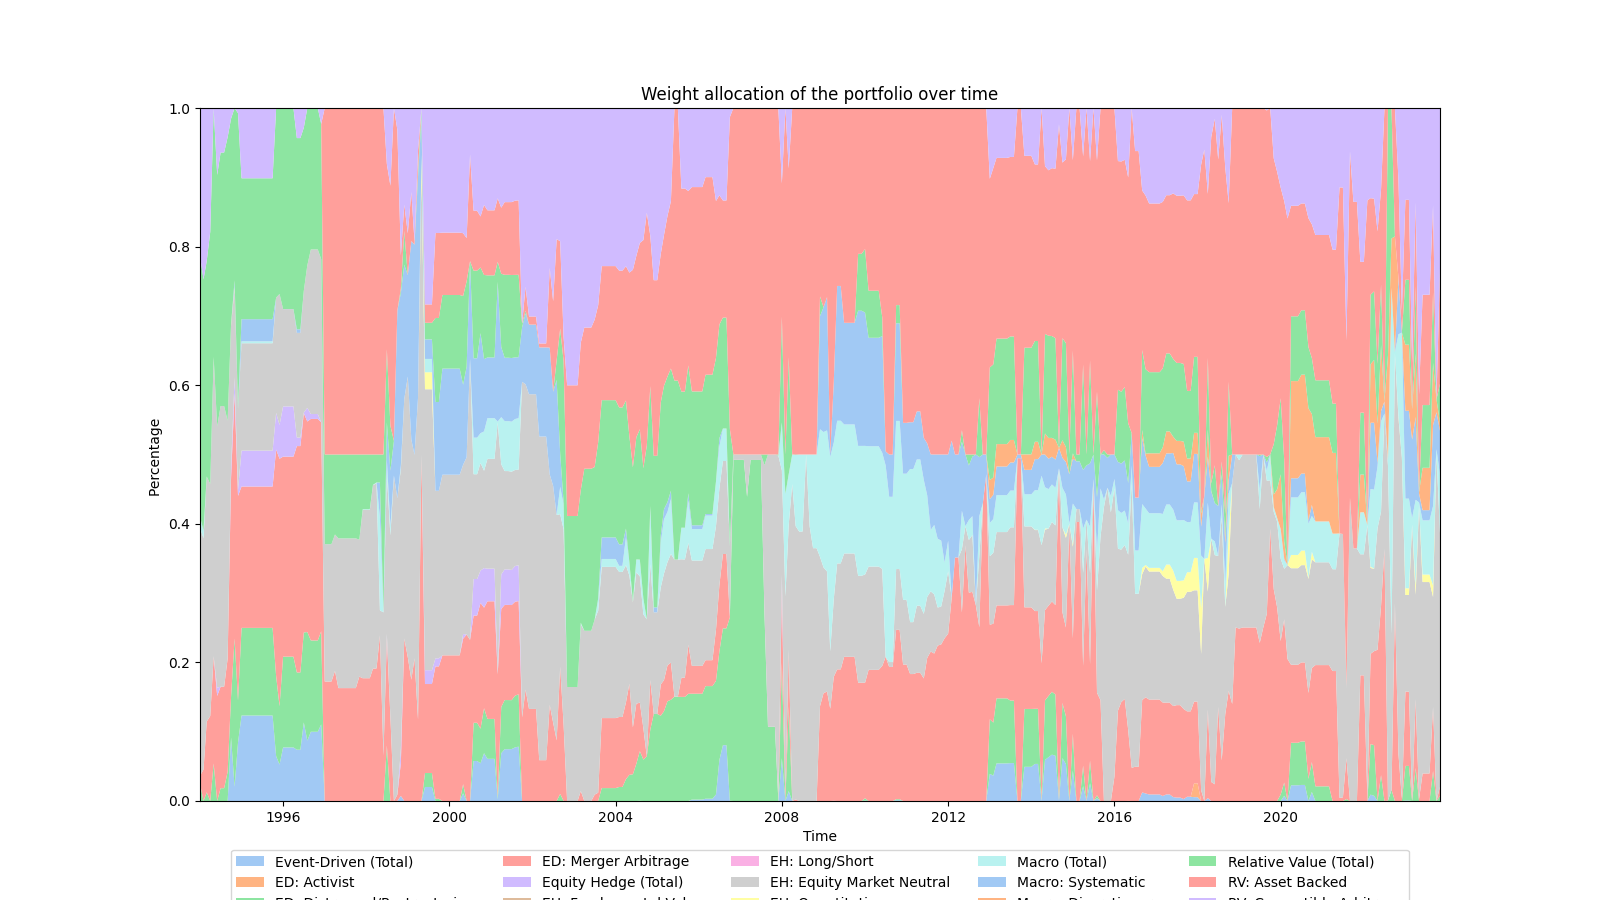 Weight allocation of the portfolio over time
1.0
0.8
0.6
0.4
0.2
0.0
Percentage
1996 2000 2004 2008 2012 2016 2020
Time
Event-Driven (Total) ED: Merger Arbitrage EH: Long/Short Macro (Total) Relative Value (Total)
ED: Activist Equity Hedge (Total) EH: Equity Market Neutral Macro: Systematic RV: Asset Backed